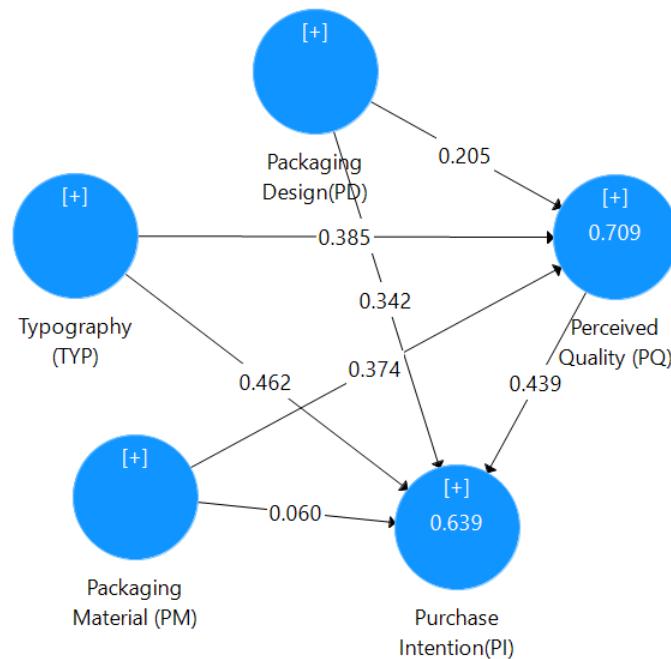 [+]
Packaging
Design(PD)
0.205
[+]
Typography
(TYP)
0.385
[+]
0.709
Perceived
Quality (PQ)
0.342
0.374
0.462
0.439
[+]
Packaging
Material (PM)
0.060
[+]
0.639
Purchase
Intention(PI)